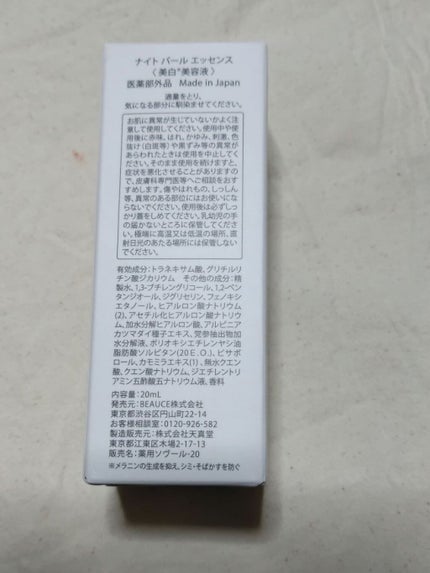 ナイト パール エッセンス
〈 美白*美容液 〉
医薬部外品 Made in Japan
適量をとり、
気になる部分に馴染ませてください。
お肌に異常が生じていないかよく注
意して使用してください。使用中や使
用後に赤味、はれ、かゆみ、刺激、色
抜け(白斑等)や黒ずみ等の異常が
あらわれたときは使用を中止してく
ださい。そのまま使用を続けますと、
症状を悪化させることがありますの
で、皮膚科専門医等へご相談をおす
すめします。傷やはれもの、しっしん
等、異常のある部位にはお使いにな
らないでください。使用後は必ずしっ
かり蓋をしめてください。乳幼児の手
の届かないところに保管してくださ
い。極端に高温又は低温の場所、直
射日光のあたる場所には保管しない
でください。
有効成分:トラネキサム酸、グリチルリ
チン酸ジカリウム その他の成分:精
製水、1,3-ブチレングリコール、1,2-ペン
タンジオール、ジグリセリン、フェノキシ
エタノール、ヒアルロン酸ナトリウム
(2)、アセチル化ヒアルロン酸ナトリウ
ム、加水分解ヒアルロン酸、アルピニア
カツマダイ種子エキス、党参抽出物加
水分解液、ポリオキシエチレンヤシ油
脂肪酸ソルビタン(20E.O.)、ビサボ
ロール、カモミラエキス(1)、無水クエン
酸、クエン酸ナトリウム、ジエチレントリ
アミン五酢酸五ナトリウム液、香料
内容量:20mL
発売元:BEAUCE株式会社
東京都渋谷区円山町22-14
お客様相談室:0120-926-582
製造販売元:株式会社天真堂
東京都江東区木場2-17-13
販売名:薬用ソヴール-20
※メラニンの生成を抑え、シミ・そばかすを防ぐ